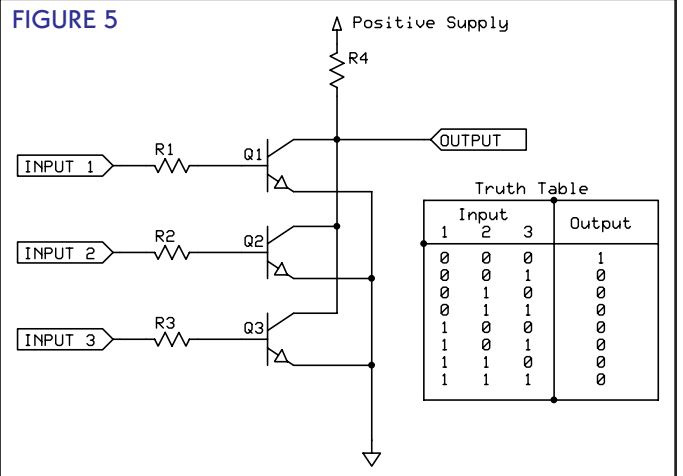 FIGURE 5
Positive Supply
R4
OUTPUT
INPUT 1
R1
Q1
INPUT 2
R2
Q2
INPUT 3
R3
Q3
Truth Table
Input
Output
1 2 3
0 0 0 1
0 0 1 0
0 1 0 0
0 1 1 0
1 0 0 0
1 0 1 0
1 1 0 0
1 1 1 0